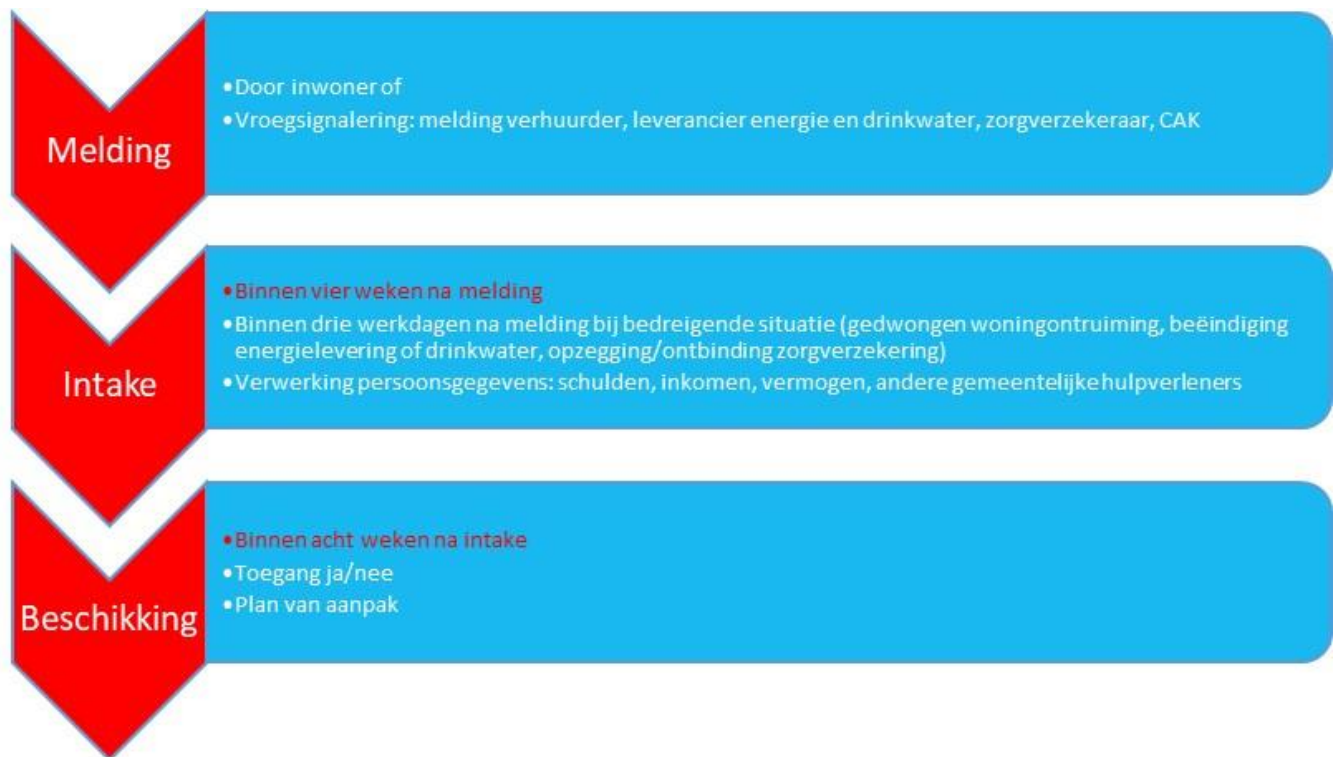 Melding
•Door inwoner of
•Vroegsignalering: melding verhuurder, leverancier energie en drinkwater, zorgverzekeraar, CAK
Intake
•Binnen vier weken na melding
•Binnen drie werkdagen na melding bij bedreigende situatie (gedwongen woningontruiming, beëindiging
energielevering of drinkwater, opzegging/ontbinding zorgverzekering)
•Verwerking persoonsgegevens: schulden, inkomen, vermogen, andere gemeentelijke hulpverleners
Beschikking
•Binnen acht weken na intake
•Toegang ja/nee
•Plan van aanpak